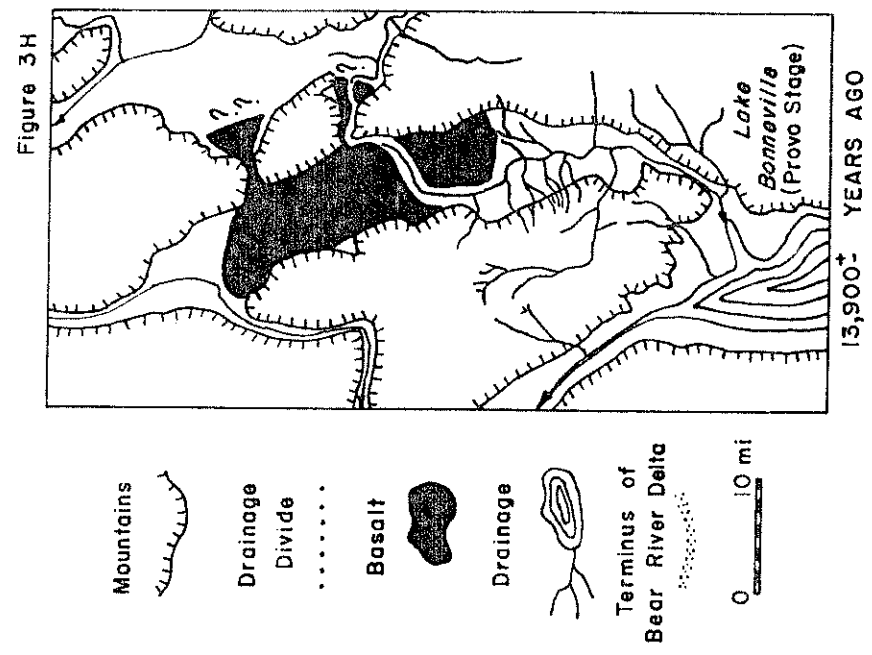 Figure 3H
? ?
?
Lake
Bonneville
(Provo Stage)
13,900± YEARS AGO
Mountains
Drainage
Divide
Basalt
Drainage
Terminus of
Bear River Delta
0 10 mi